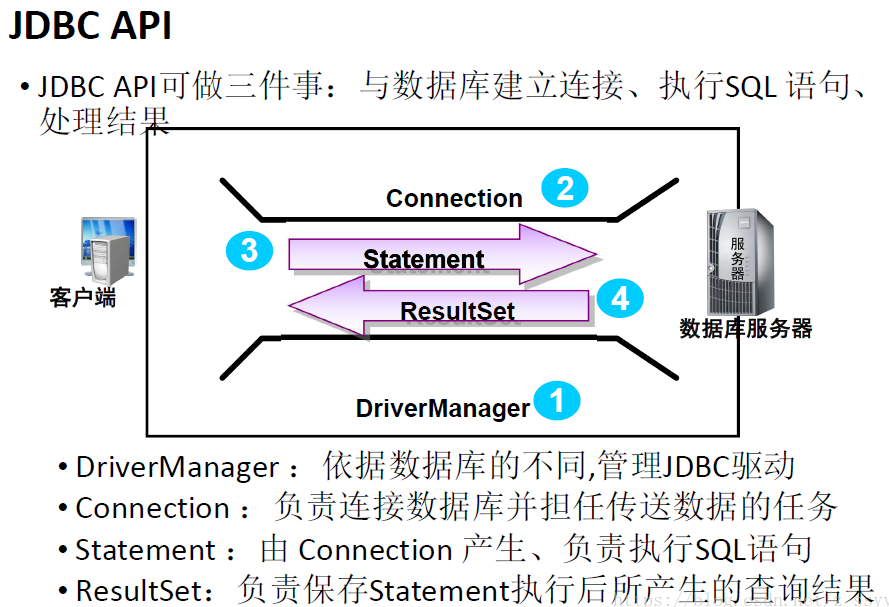 JDBC API
• JDBC API可做三件事：与数据库建立连接、执行SQL 语句、
处理结果
Connection 2
3 Statement
服务器
客户端
ResultSet 4
数据库服务器
DriverManager 1
• DriverManager ：依据数据库的不同,管理JDBC驱动
• Connection ：负责连接数据库并担任传送数据的任务
• Statement ：由 Connection 产生、负责执行SQL语句
• ResultSet：负责保存Statement执行后所产生的查询结果